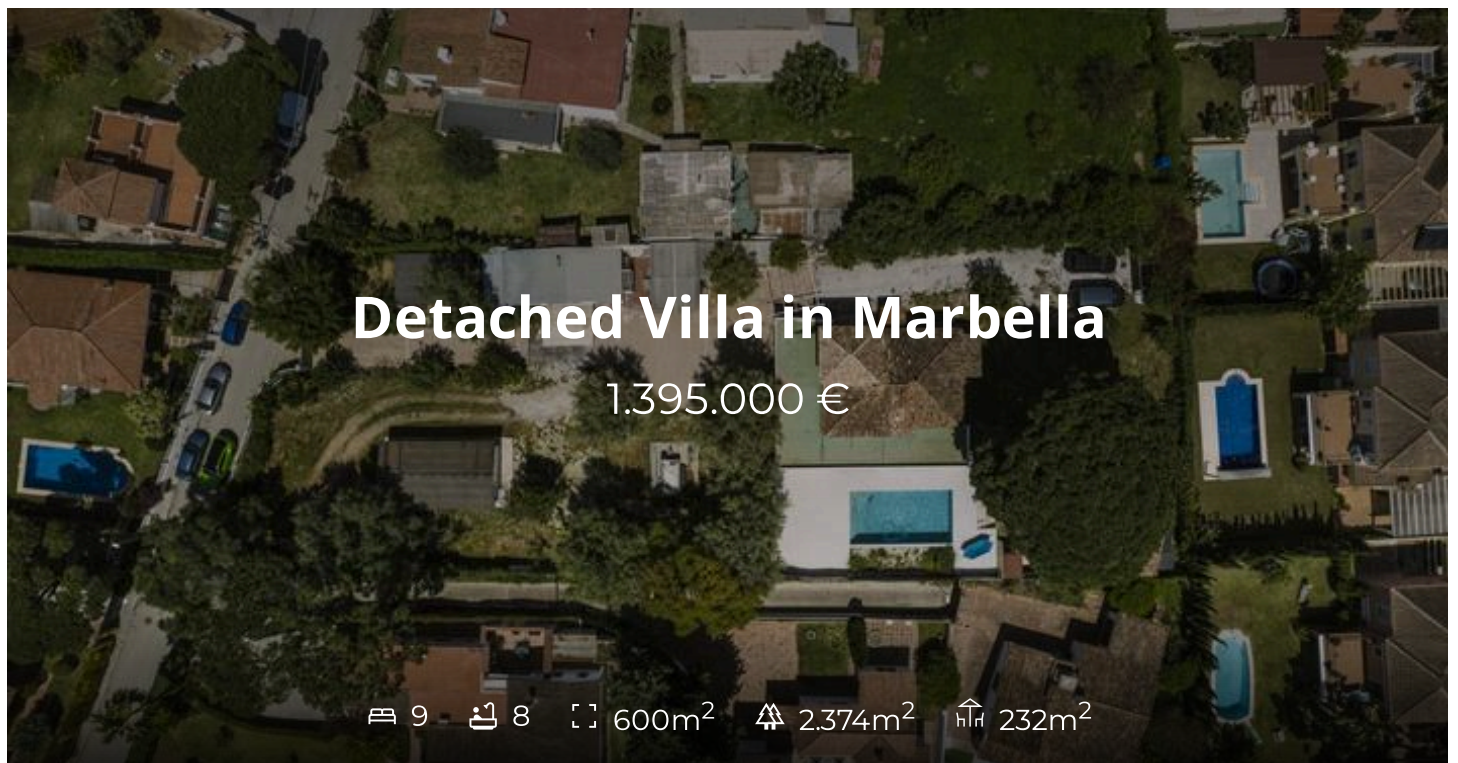 Detached Villa in Marbella
1.395.000 €
9 8 600m² 2.374m² 232m²